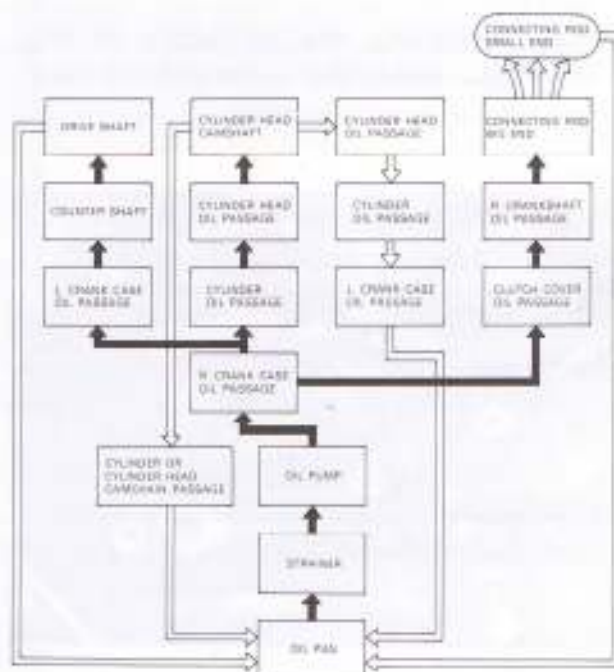 CONNECTING ROD
SMALL END
DRIVE SHAFT
CYLINDER HEAD
CAMSHAFT
CYLINDER HEAD
OIL PASSAGE
CONNECTING ROD
BIG END
COUNTER SHAFT
CYLINDER HEAD
OIL PASSAGE
CYLINDER
OIL PASSAGE
R. CRANKSHAFT
OIL PASSAGE
L. CRANK CASE
OIL PASSAGE
CYLINDER
OIL PASSAGE
L. CRANK CASE
OIL PASSAGE
CLUTCH COVER
OIL PASSAGE
R. CRANK CASE
OIL PASSAGE
CYLINDER OR
CYLINDER HEAD
CAMCHAIN PASSAGE
OIL PUMP
STRAINER
OIL PAN